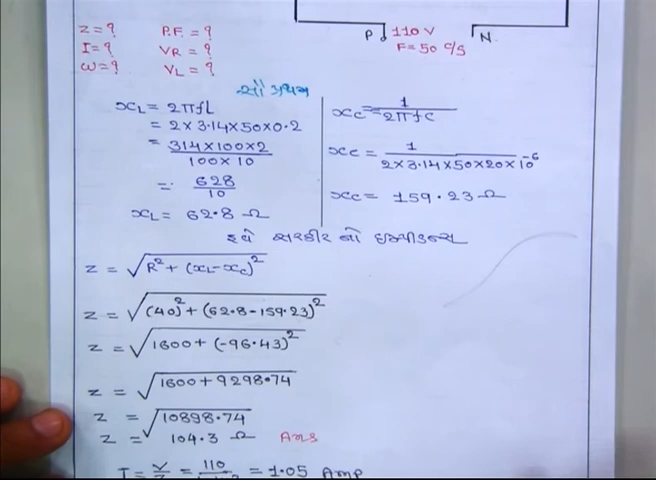 P 110 V N
F = 50 c/s
Z = ? P.F. = ?
I = ? VR = ?
ω = ? VL = ?
સૌ પ્રથમ
xL = 2πfL
= 2 × 3.14 × 50 × 0.2
= 314 × 100 × 2 / 100 × 10
= 628 / 10
xL = 62.8 Ω
xc = 1 / 2πfc
xc = 1 / 2 × 3.14 × 50 × 20 × 10^-6
xc = 159.23 Ω
હવે સરકીટ નો ઇમ્પીડન્સ
Z = √R² + (xL - xc)²
Z = √(40)² + (62.8 - 159.23)²
Z = √1600 + (-96.43)²
Z = √1600 + 9298.74
Z = √10898.74
Z = 104.3 Ω Ans
I = V/Z = 110 = 1.05 Amp